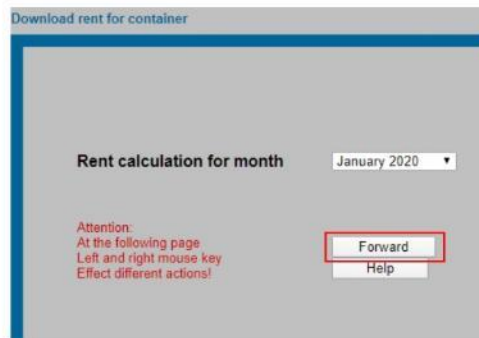 Download rent for container
Rent calculation for month
January 2020
Attention:
At the following page
Left and right mouse key
Effect different actions!
Forward
Help